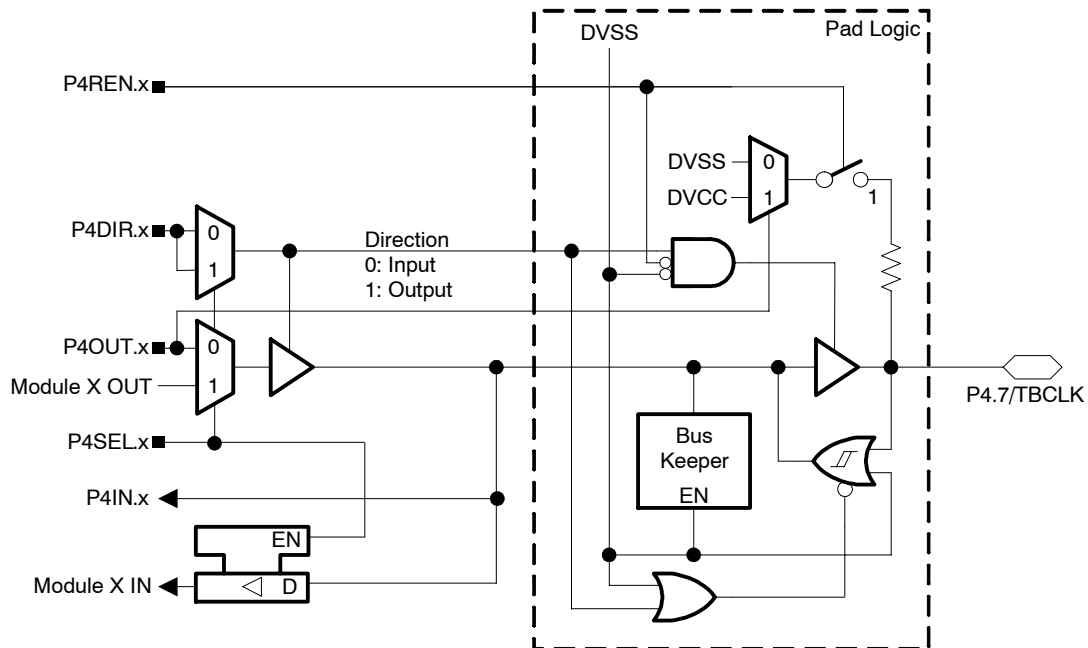 DVSS
Pad Logic
P4REN.x
DVSS
0
DVCC
1
1
P4DIR.x
0
1
Direction
0: Input
1: Output
P4OUT.x
0
Module X OUT
1
P4.7/TBCLK
P4SEL.x
Bus
Keeper
EN
P4IN.x
EN
Module X IN
D